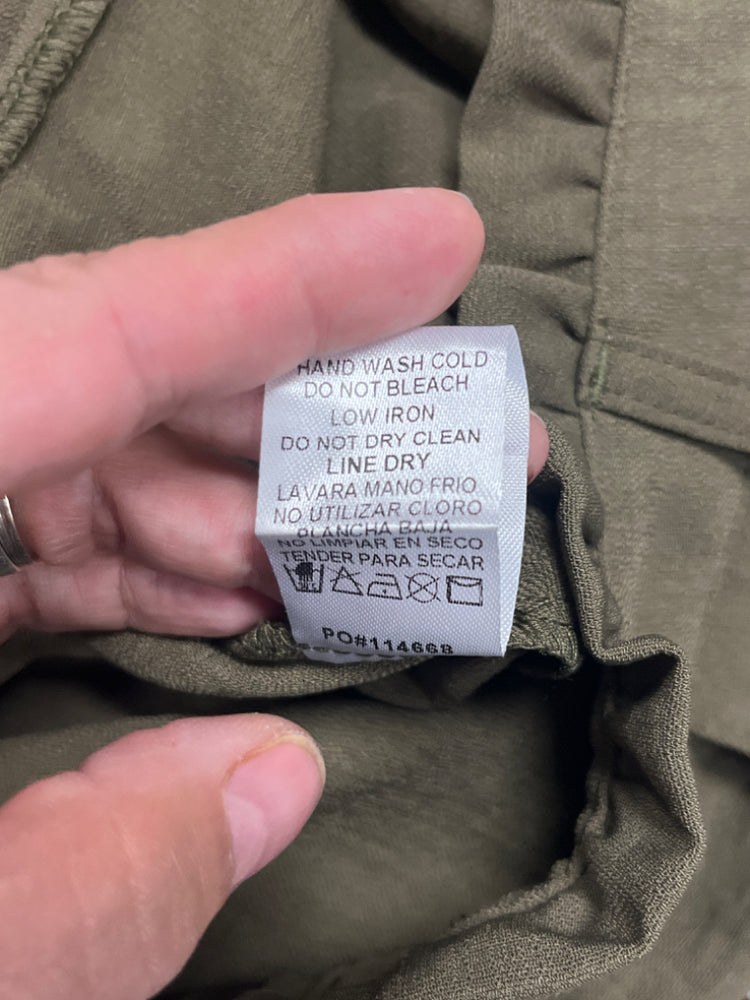 HAND WASH COLD
DO NOT BLEACH
LOW IRON
DO NOT DRY CLEAN
LINE DRY
LAVARA MANO FRIO
NO UTILIZAR CLORO
PLANCHA BAJA
NO LIMPIAR EN SECO
TENDER PARA SECAR
PO#114668